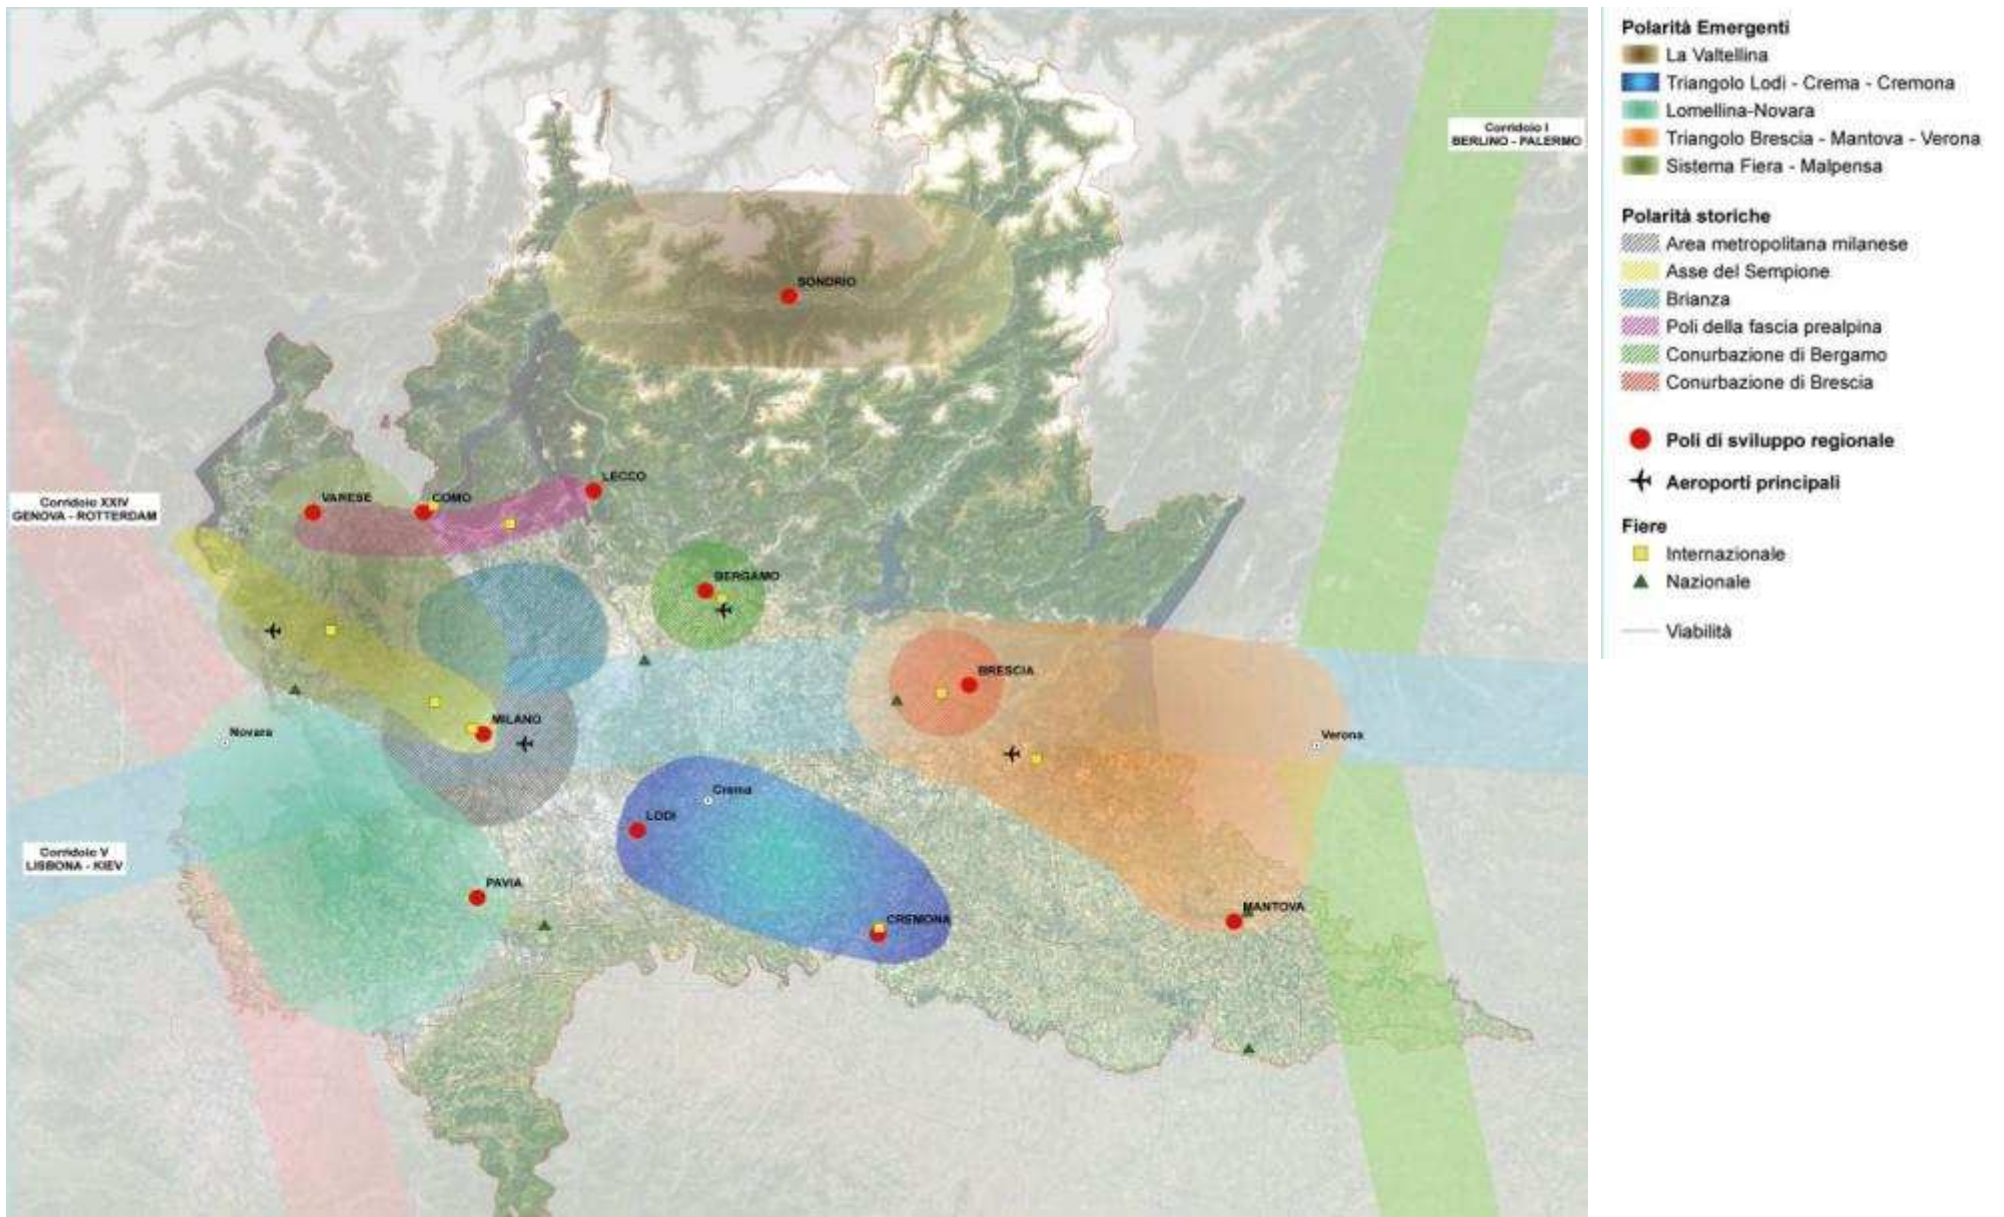 Corridoio I
BERLINO - PALERMO
SONDRIO
LECCO
VARESE
COMO
Corridoio XXIV
GENOVA - ROTTERDAM
BERGAMO
BRESCIA
MILANO
Novara
Verona
Crema
LODI
Corridoio V
LISBONA - KIEV
PAVIA
CREMONA
MANTOVA
Polarità Emergenti
La Valtellina
Triangolo Lodi - Crema - Cremona
Lomellina-Novara
Triangolo Brescia - Mantova - Verona
Sistema Fiera - Malpensa
Polarità storiche
Area metropolitana milanese
Asse del Sempione
Brianza
Poli della fascia prealpina
Conurbazione di Bergamo
Conurbazione di Brescia
Poli di sviluppo regionale
Aeroporti principali
Fiere
Internazionale
Nazionale
Viabilità